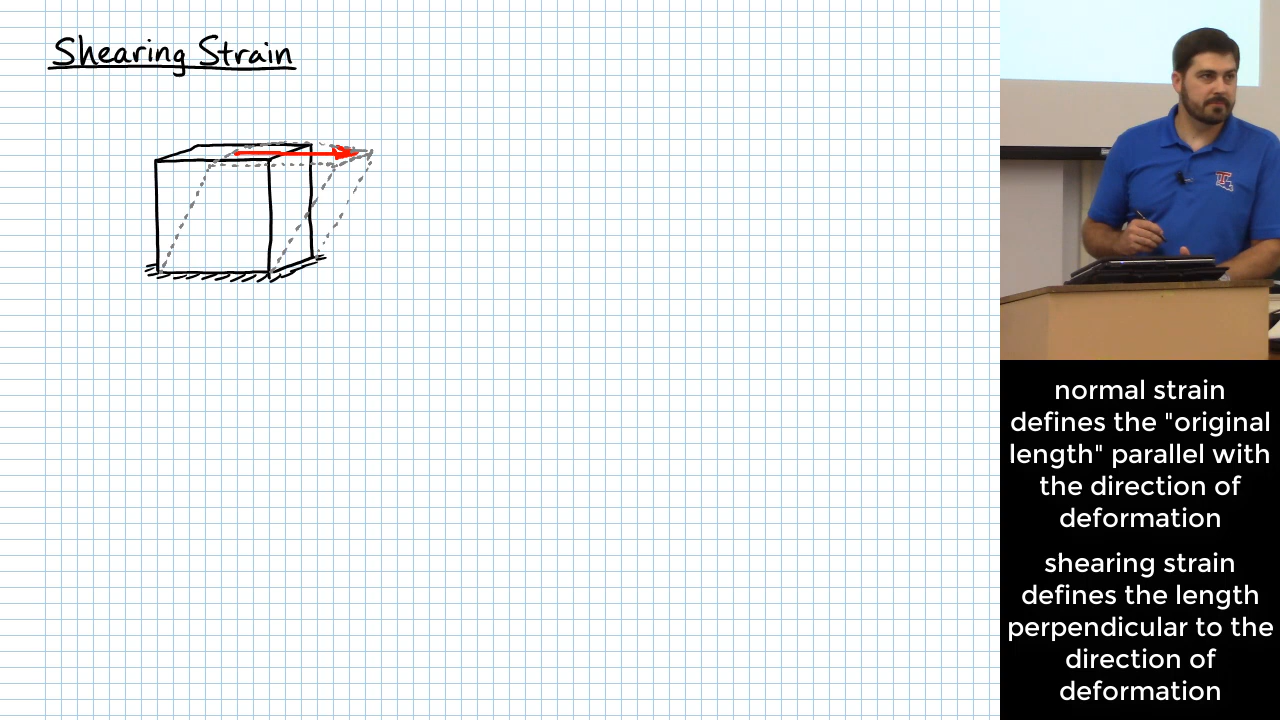 Shearing Strain
normal strain
defines the "original
length" parallel with
the direction of
deformation
shearing strain
defines the length
perpendicular to the
direction of
deformation